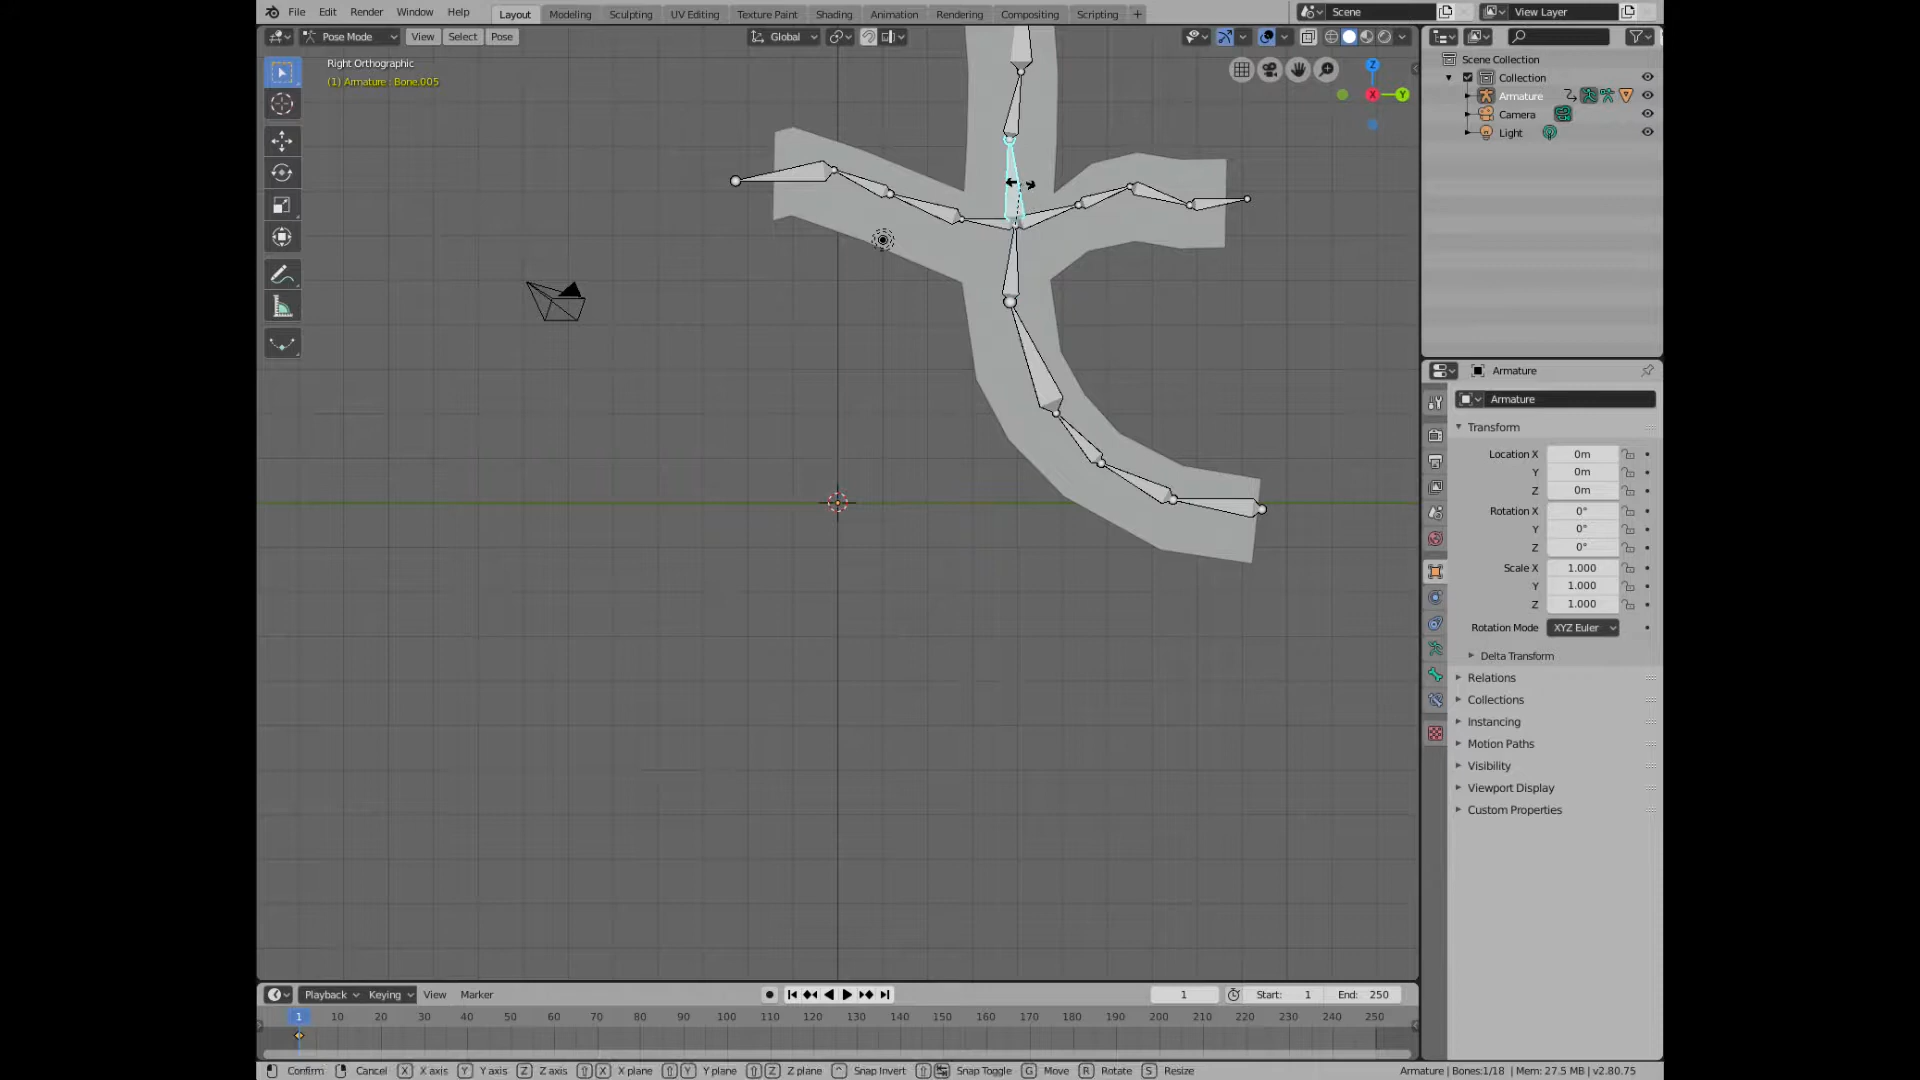 File Edit Render Window Help Layout Modeling Sculpting UV Editing Texture Paint Shading Animation Rendering Compositing Scripting + Scene View Layer
Pose Mode View Select Pose Global
Right Orthographic
(1) Armature : Bone.005
Z
X
Y
Scene Collection
Collection
Armature
Camera
Light
Armature
Armature
Transform
Location X 0m
Y 0m
Z 0m
Rotation X 0°
Y 0°
Z 0°
Scale X 1.000
Y 1.000
Z 1.000
Rotation Mode XYZ Euler
Delta Transform
Relations
Collections
Instancing
Motion Paths
Visibility
Viewport Display
Custom Properties
Playback Keying View Marker 1 Start: 1 End: 250
1 10 20 30 40 50 60 70 80 90 100 110 120 130 140 150 160 170 180 190 200 210 220 230 240 250
Confirm Cancel X X axis Y Y axis Z Z axis X X plane Y Y plane Z Z plane Snap Invert Snap Toggle G Move R Rotate S Resize Armature | Bones:1/18 | Mem: 27.5 MB | v2.80.75